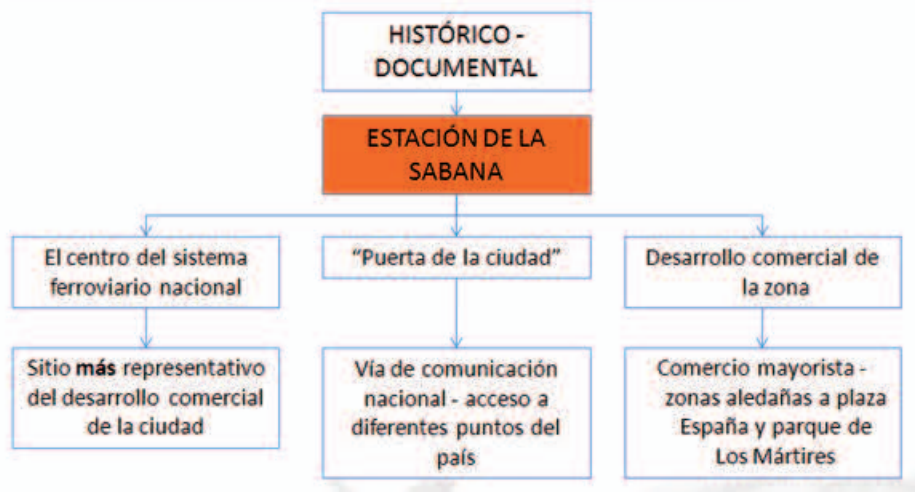 HISTÓRICO -
DOCUMENTAL
ESTACIÓN DE LA
SABANA
El centro del sistema
ferroviario nacional
"Puerta de la ciudad"
Desarrollo comercial de
la zona
Sitio más representativo
del desarrollo comercial
de la ciudad
Vía de comunicación
nacional - acceso a
diferentes puntos del
país
Comercio mayorista -
zonas aledañas a plaza
España y parque de
Los Mártires